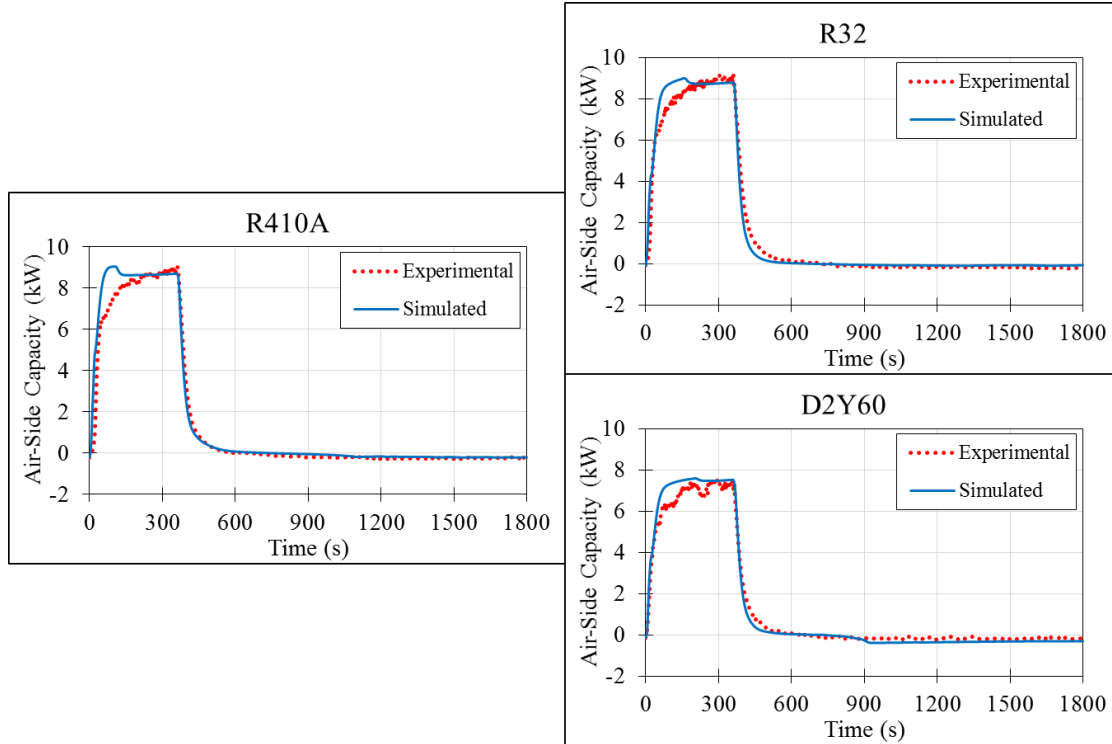 R410A
Air-Side Capacity (kW)
10
8
6
4
2
0
-2
0 300 600 900 1200 1500 1800
Time (s)
Experimental
Simulated
R32
Air-Side Capacity (kW)
10
8
6
4
2
0
-2
0 300 600 900 1200 1500 1800
Time (s)
Experimental
Simulated
D2Y60
Air-Side Capacity (kW)
10
8
6
4
2
0
-2
0 300 600 900 1200 1500 1800
Time (s)
Experimental
Simulated